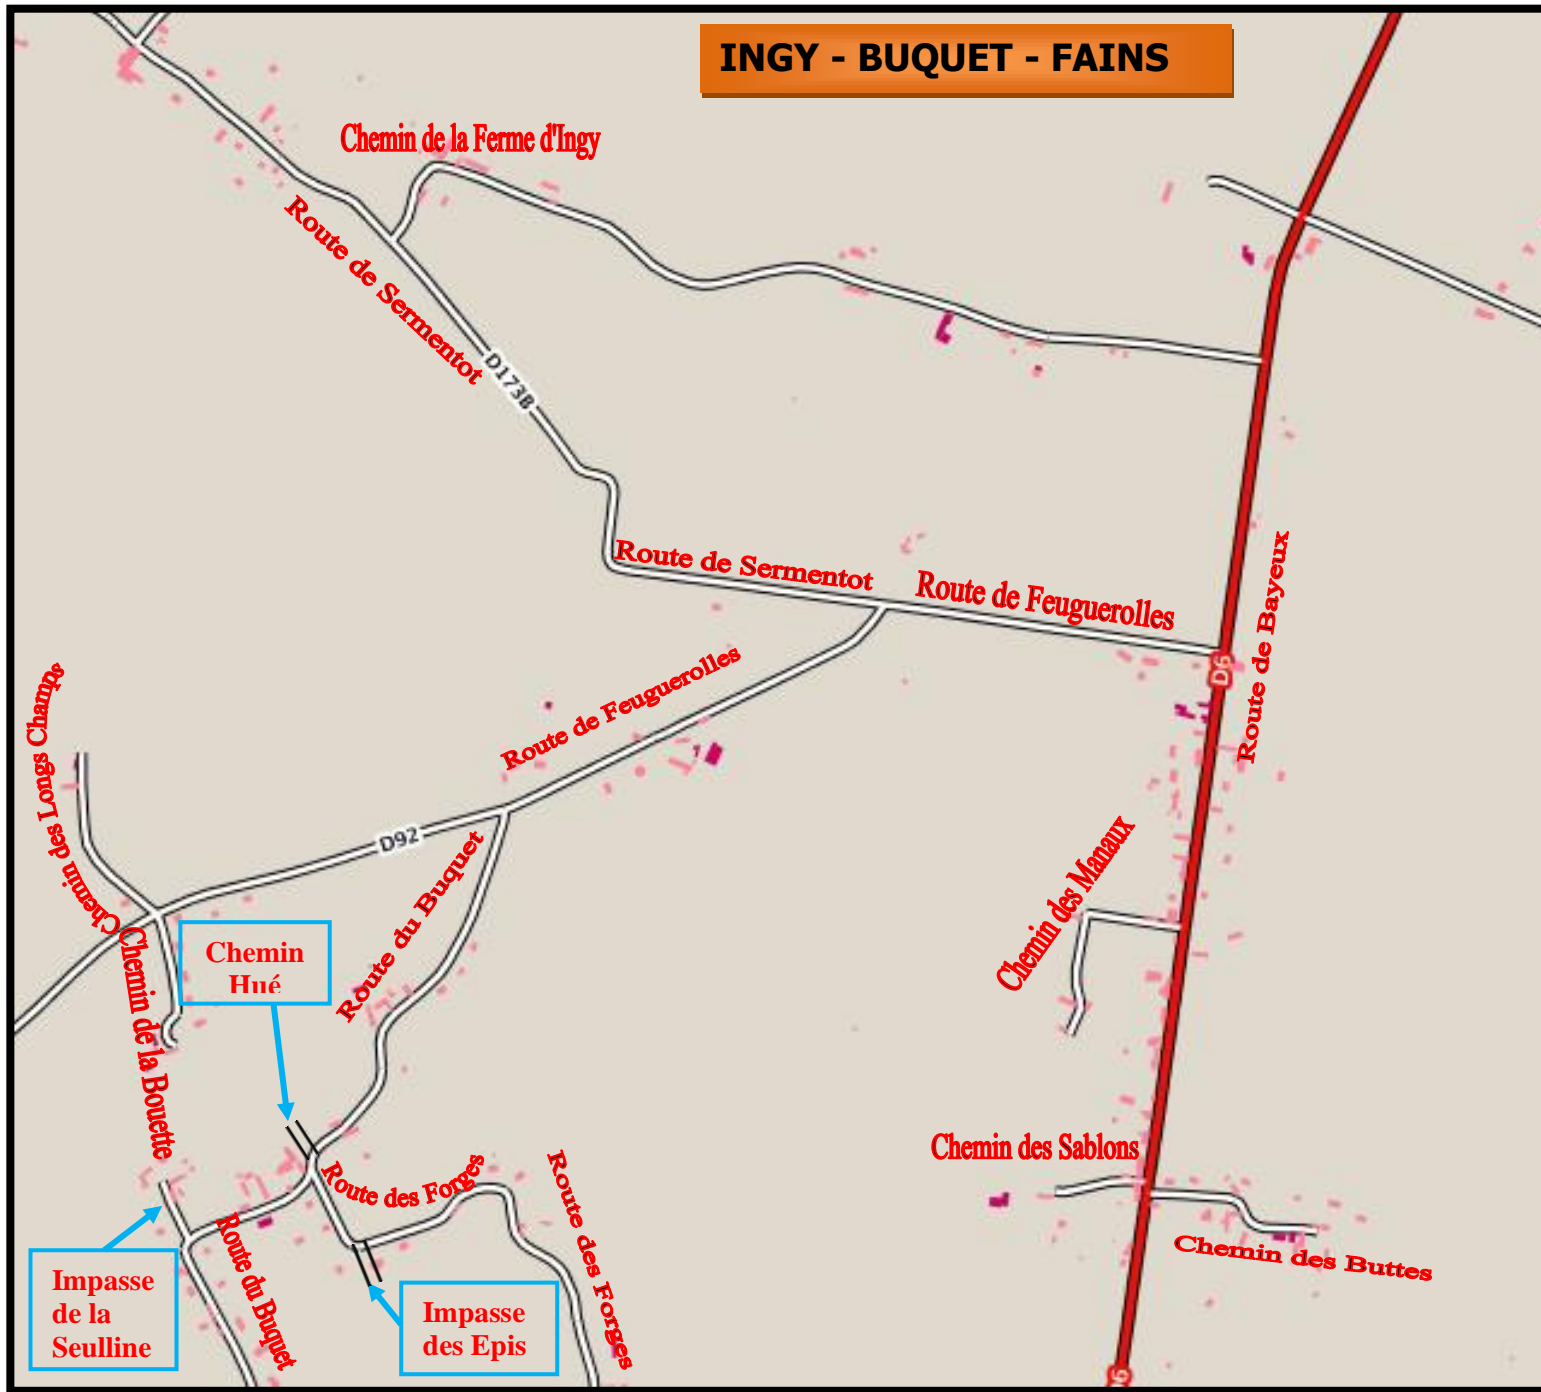 INGY - BUQUET - FAINS
Chemin de la Ferme d'Ingy
Route de Sermentot
D173B
Route de Sermentot
Route de Feuguerolles
Route de Bayeux
D6
Route de Feuguerolles
Chemin des Longs Champs
D92
Route du Buquet
Chemin des Manaux
Chemin de la Bouette
Chemin
Hué
Chemin des Sablons
Route des Forges
Route des Forges
Chemin des Buttes
Route du Buquet
Impasse
de la
Seulline
Impasse
des Epis
D6